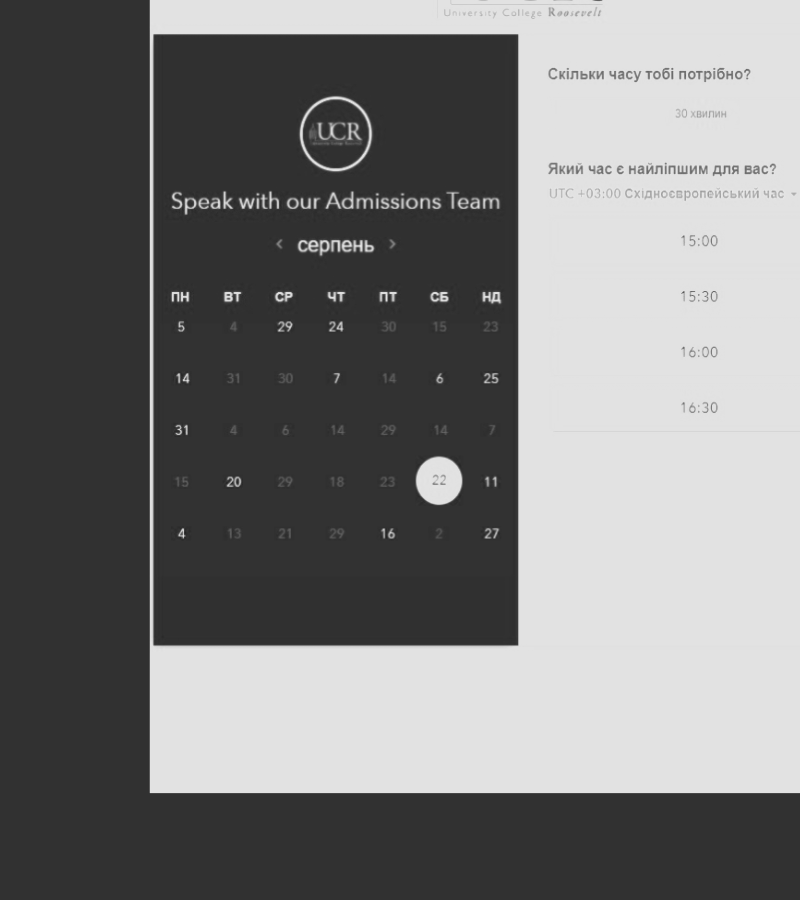 University College Roosevelt
UCR
Speak with our Admissions Team
< серпень >
ПН ВТ СР ЧТ ПТ СБ НД
5 4 29 24 30 15 23
14 31 30 7 14 6 25
31 4 6 14 29 14 7
15 20 29 18 23 22 11
4 13 21 29 16 2 27
Скільки часу тобі потрібно?
30 хвилин
Який час є найліпшим для вас?
UTC +03:00 Східноєвропейський час
15:00
15:30
16:00
16:30